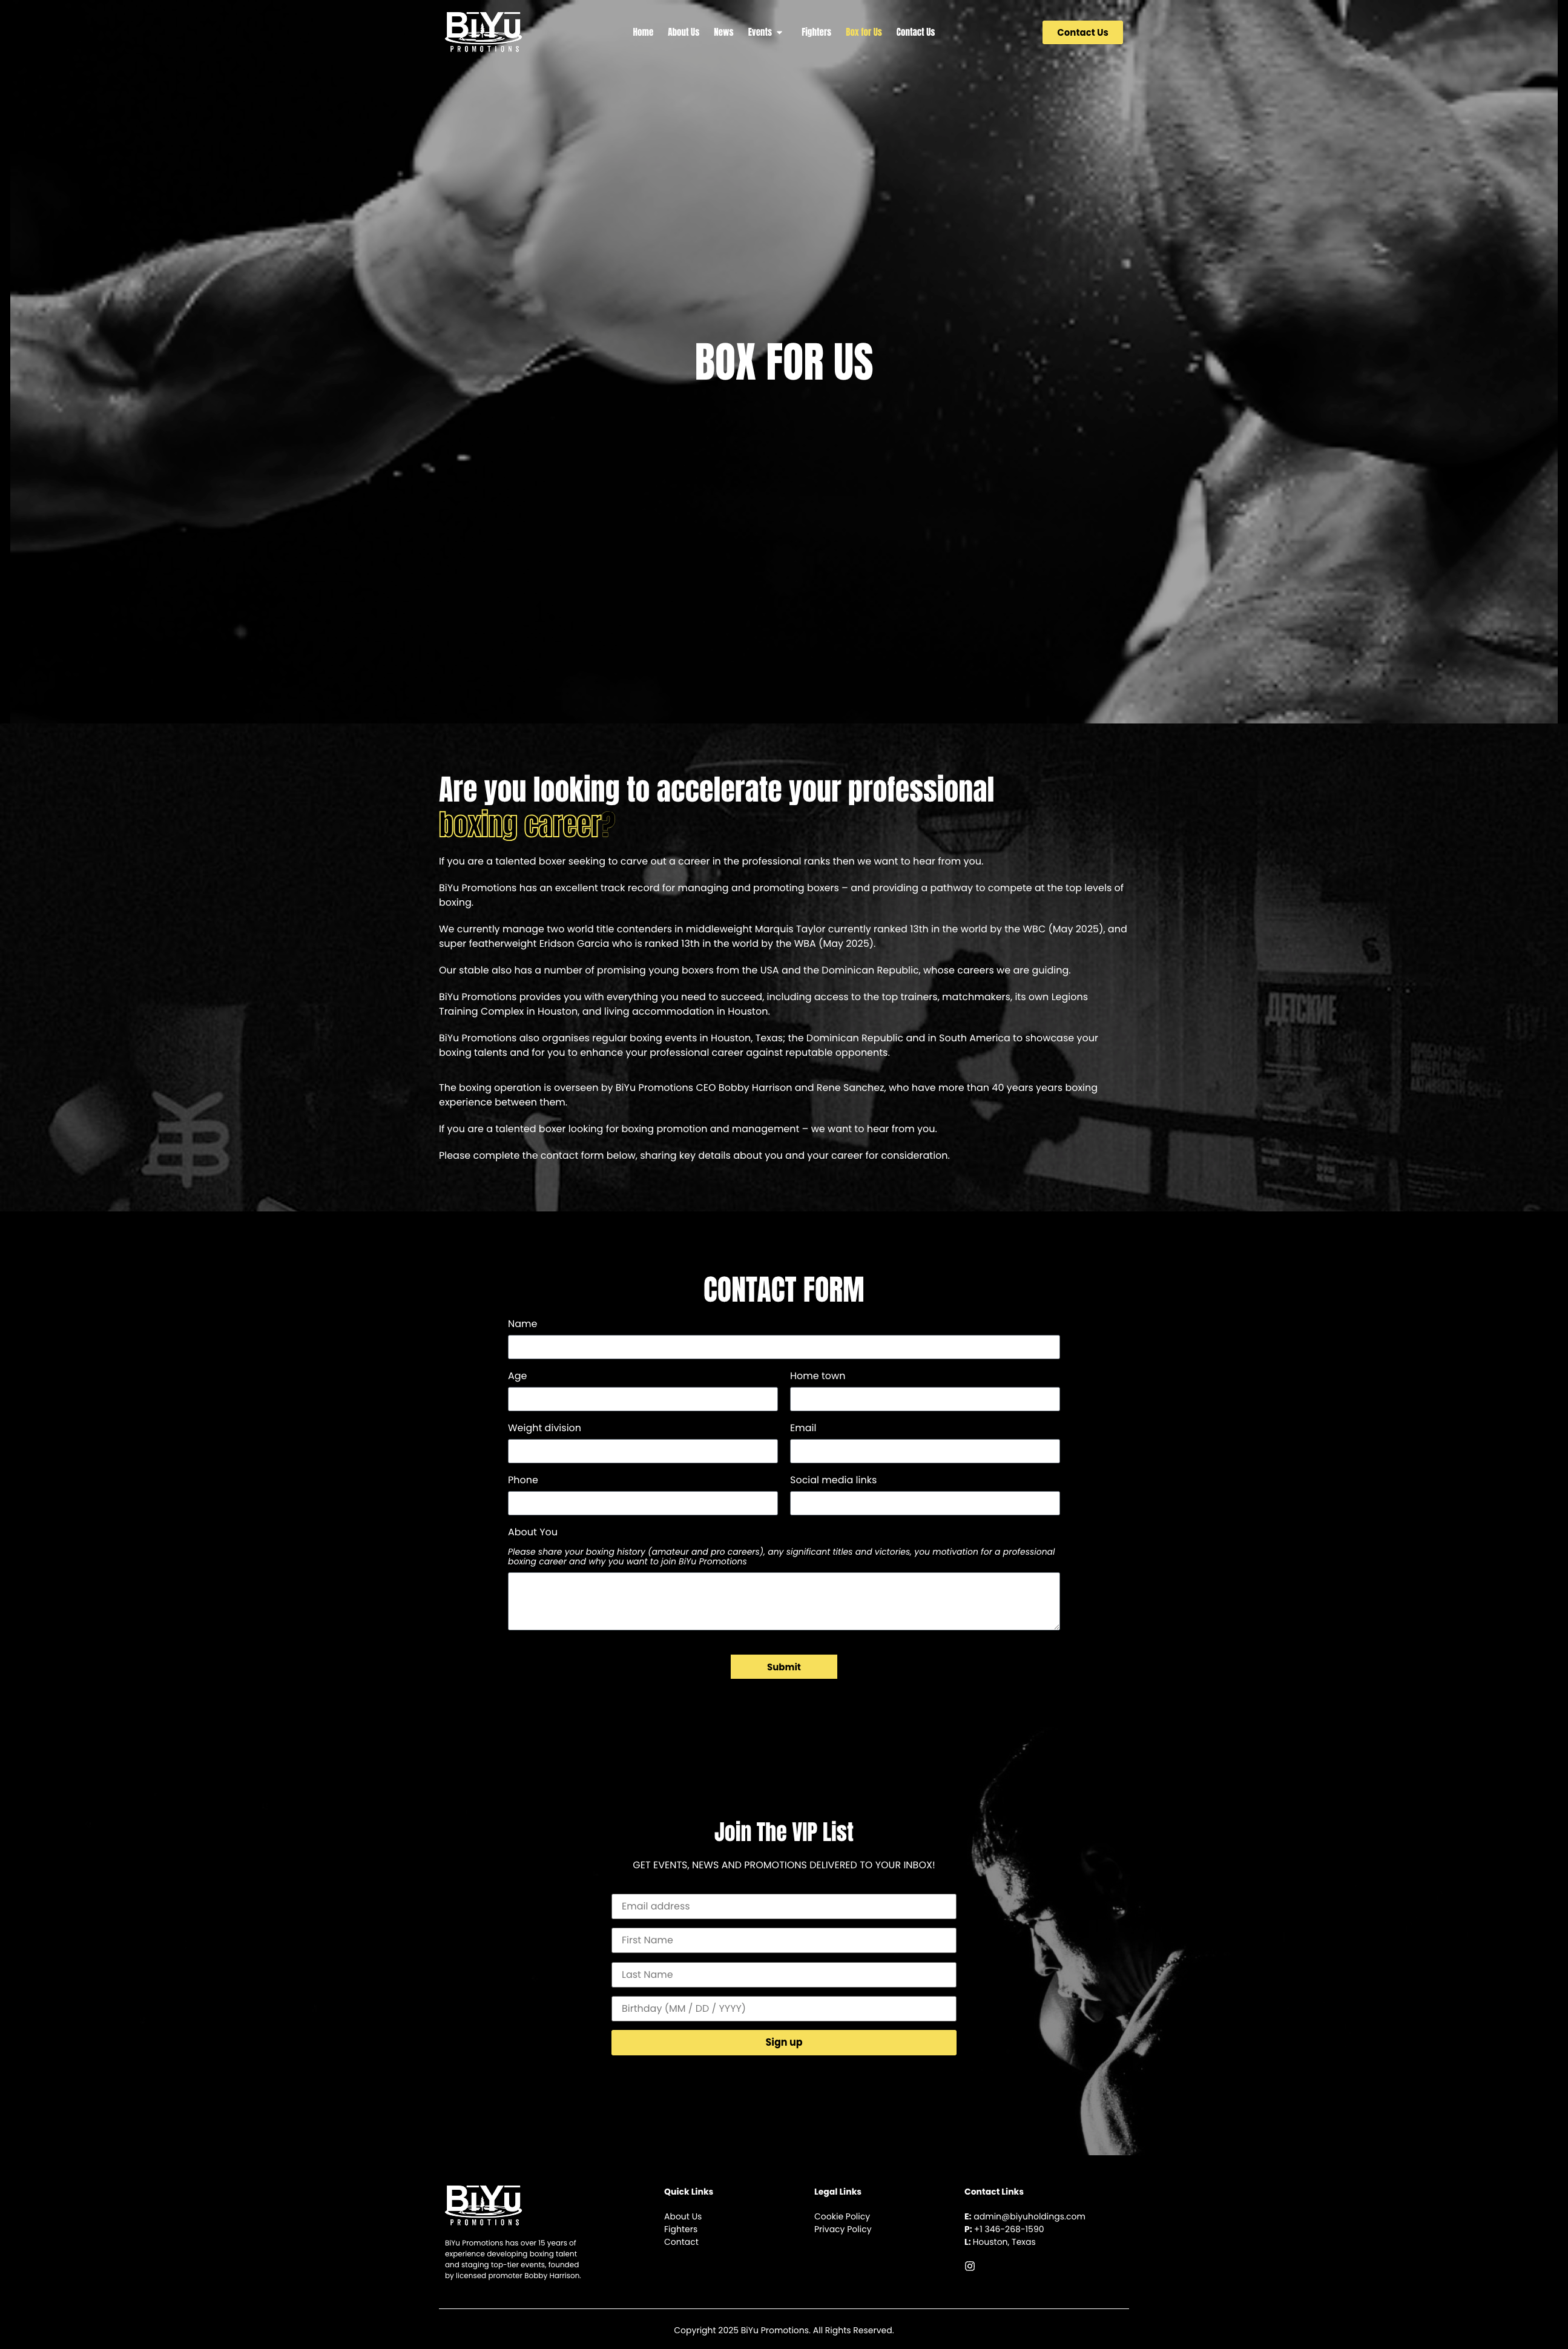 BiYu
PROMOTIONS
Home About Us News Events Fighters Box for Us Contact Us
Contact Us
BOX FOR US
Are you looking to accelerate your professional
boxing career?
If you are a talented boxer seeking to carve out a career in the professional ranks then we want to hear from you.
BiYu Promotions has an excellent track record for managing and promoting boxers – and providing a pathway to compete at the top levels of
boxing.
We currently manage two world title contenders in middleweight Marquis Taylor currently ranked 13th in the world by the WBC (May 2025), and
super featherweight Eridson Garcia who is ranked 13th in the world by the WBA (May 2025).
Our stable also has a number of promising young boxers from the USA and the Dominican Republic, whose careers we are guiding.
BiYu Promotions provides you with everything you need to succeed, including access to the top trainers, matchmakers, its own Legions
Training Complex in Houston, and living accommodation in Houston.
BiYu Promotions also organises regular boxing events in Houston, Texas; the Dominican Republic and in South America to showcase your
boxing talents and for you to enhance your professional career against reputable opponents.
The boxing operation is overseen by BiYu Promotions CEO Bobby Harrison and Rene Sanchez, who have more than 40 years years boxing
experience between them.
If you are a talented boxer looking for boxing promotion and management – we want to hear from you.
Please complete the contact form below, sharing key details about you and your career for consideration.
ДЕТСКИЕ
CONTACT FORM
Name
Age
Home town
Weight division
Email
Phone
Social media links
About You
Please share your boxing history (amateur and pro careers), any significant titles and victories, you motivation for a professional
boxing career and why you want to join BiYu Promotions
Submit
Join The VIP List
GET EVENTS, NEWS AND PROMOTIONS DELIVERED TO YOUR INBOX!
Email address
First Name
Last Name
Birthday (MM / DD / YYYY)
Sign up
BiYu
PROMOTIONS
BiYu Promotions has over 15 years of
experience developing boxing talent
and staging top-tier events, founded
by licensed promoter Bobby Harrison.
Quick Links
About Us
Fighters
Contact
Legal Links
Cookie Policy
Privacy Policy
Contact Links
E: admin@biyuholdings.com
P: +1 346-268-1590
L: Houston, Texas
Copyright 2025 BiYu Promotions. All Rights Reserved.